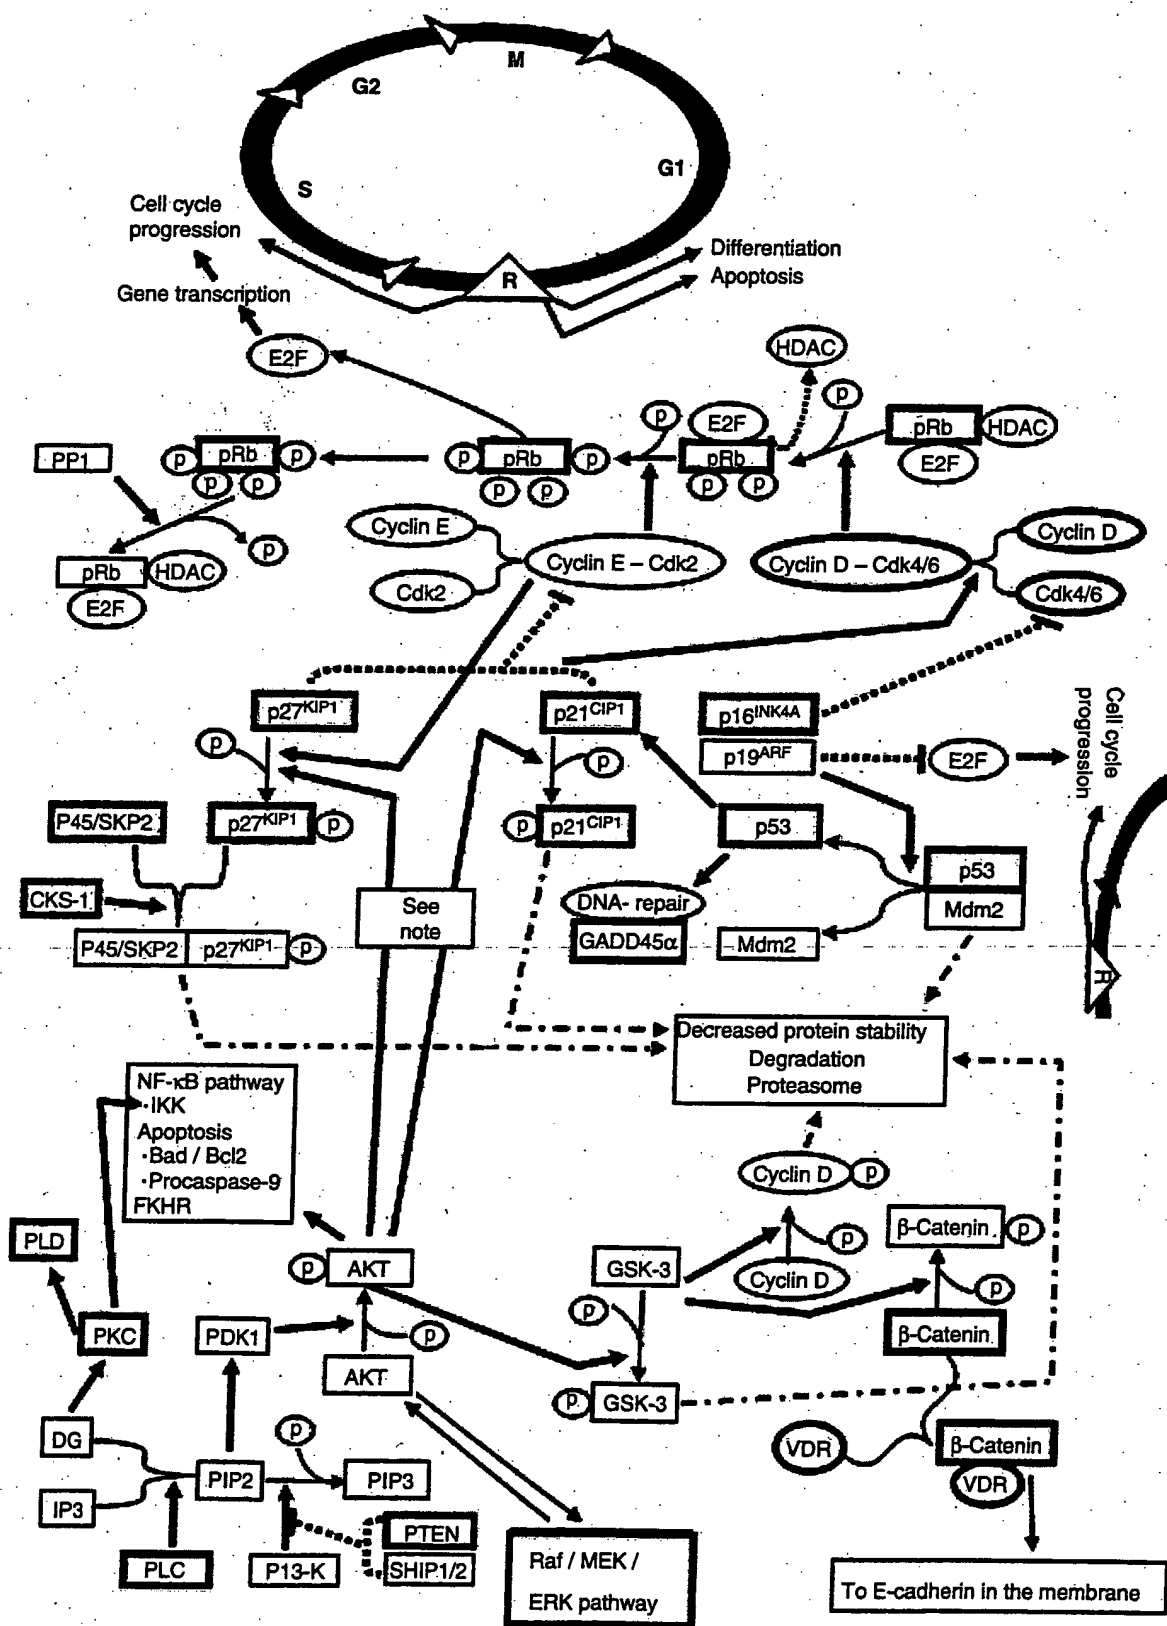 M
G2
G1
S
Cell cycle
progression
R
Differentiation
Apoptosis
Gene transcription
E2F
HDAC
p
pRb
HDAC
E2F
p
E2F
pRb
p
p
p
pRb
p
p
p
p
pRb
p
p
p
PP1
Cyclin E
Cyclin D
Cyclin E – Cdk2
Cyclin D – Cdk4/6
p
pRb
HDAC
E2F
Cdk2
Cdk4/6
p27KIP1
p21CIP1
p16INK4A
p19ARF
E2F
Cell cycle
progression
p
p
P45/SKP2
p27KIP1
p
p
p21CIP1
p53
p53
Mdm2
CKS-1
See
note
DNA- repair
GADD45α
Mdm2
P45/SKP2
p27KIP1
p
R
Decreased protein stability
Degradation
Proteasome
NF-κB pathway
·IKK
Apoptosis
·Bad / Bcl2
·Procaspase-9
FKHR
Cyclin D
p
β-Catenin
p
PLD
p
AKT
GSK-3
p
Cyclin D
p
p
PKC
PDK1
p
β-Catenin
AKT
p
GSK-3
DG
p
VDR
β-Catenin
VDR
PIP2
PIP3
IP3
PTEN
PLC
P13-K
SHIP1/2
Raf / MEK /
ERK pathway
To E-cadherin in the membrane